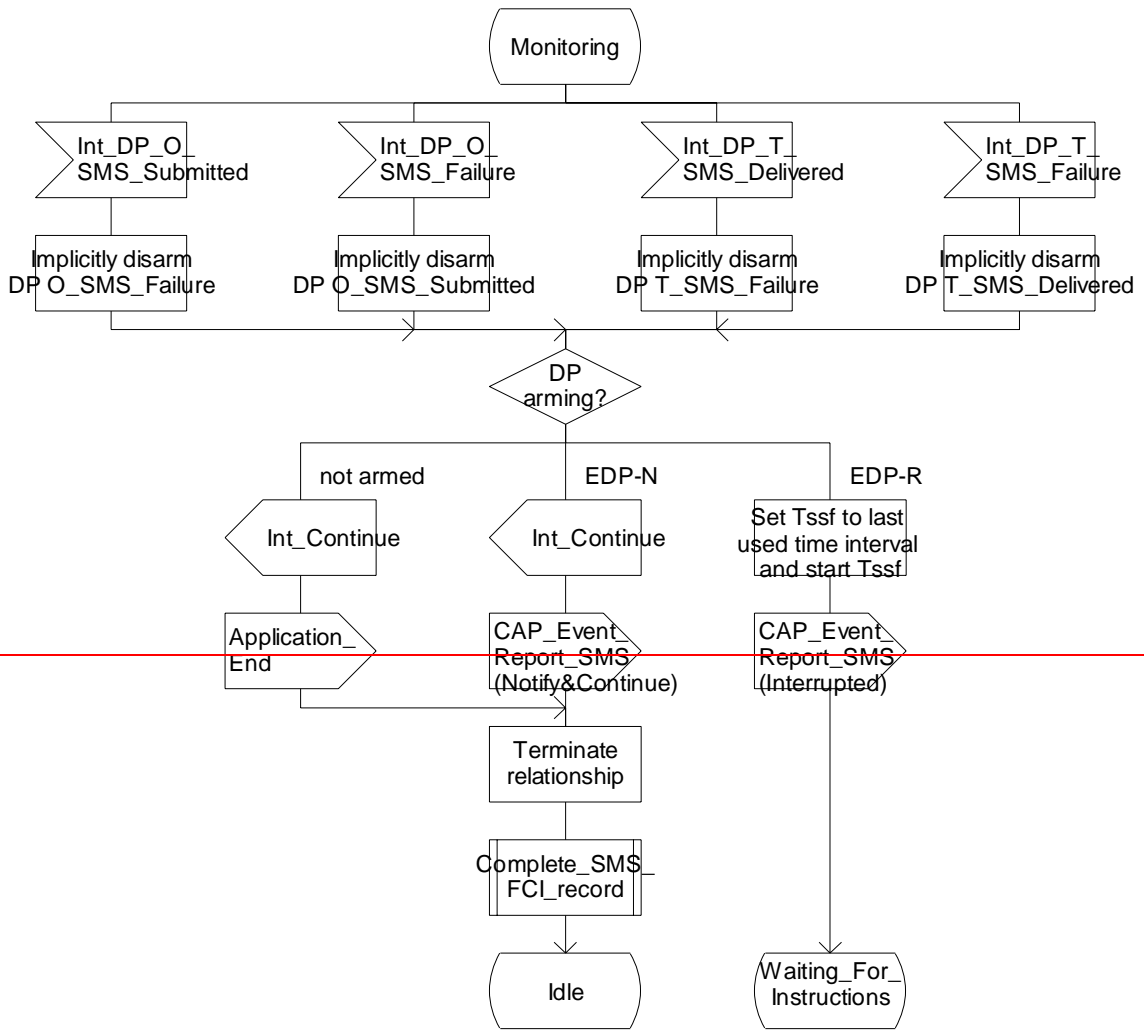 Monitoring
Int_DP_O_
SMS_Submitted
Int_DP_O_
SMS_Failure
Int_DP_T_
SMS_Delivered
Int_DP_T_
SMS_Failure
Implicitly disarm
DP O_SMS_Failure
Implicitly disarm
DP O_SMS_Submitted
Implicitly disarm
DP T_SMS_Failure
Implicitly disarm
DP T_SMS_Delivered
DP
arming?
not armed
EDP-N
EDP-R
Int_Continue
Int_Continue
Set Tssf to last
used time interval
and start Tssf
Application_
End
CAP_Event_
Report_SMS
(Notify&Continue)
CAP_Event_
Report_SMS
(Interrupted)
Terminate
relationship
Complete_SMS_
FCI_record
Idle
Waiting_For_
Instructions